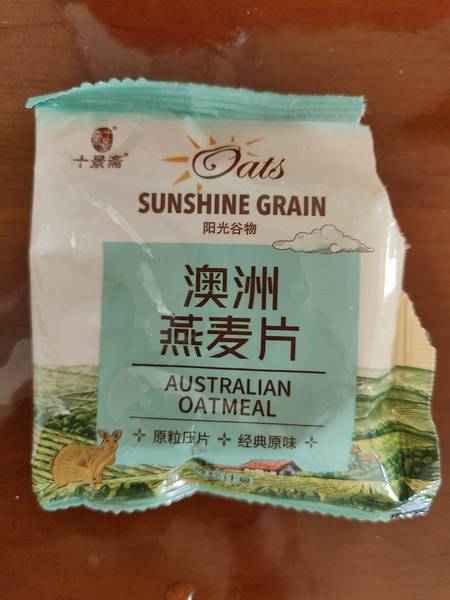 十景斋®
Oats
SUNSHINE GRAIN
阳光谷物
澳洲
燕麦片
AUSTRALIAN
OATMEAL
原粒压片 经典原味